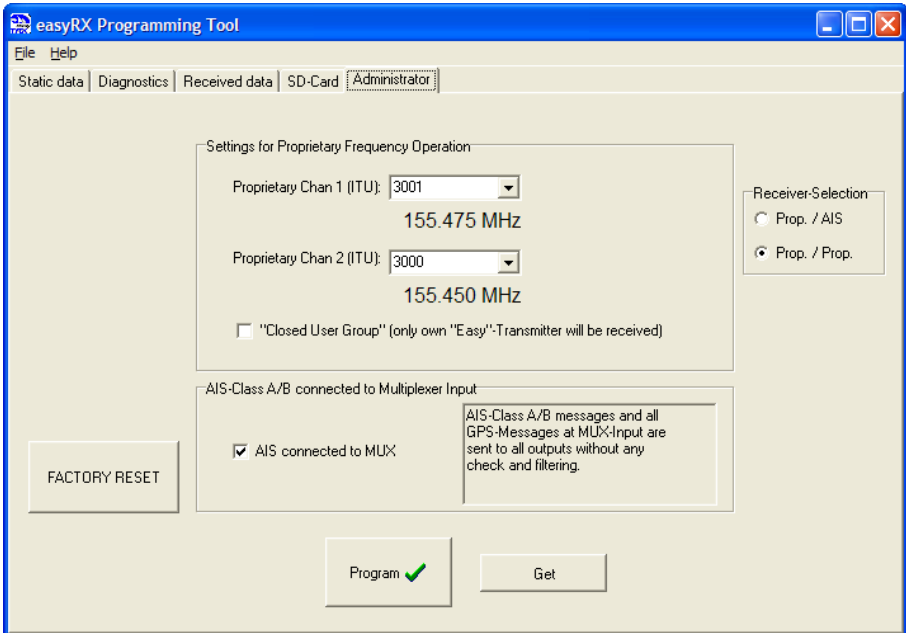 easyRX Programming Tool
File Help
Static data Diagnostics Received data SD-Card Administrator
Settings for Proprietary Frequency Operation
Proprietary Chan 1 (ITU): 3001
155.475 MHz
Proprietary Chan 2 (ITU): 3000
155.450 MHz
"Closed User Group" (only own "Easy"-Transmitter will be received)
Receiver-Selection
Prop. / AIS
Prop. / Prop.
AIS-Class A/B connected to Multiplexer Input
AIS connected to MUX
AIS-Class A/B messages and all
GPS-Messages at MUX-Input are
sent to all outputs without any
check and filtering.
FACTORY RESET
Program
Get